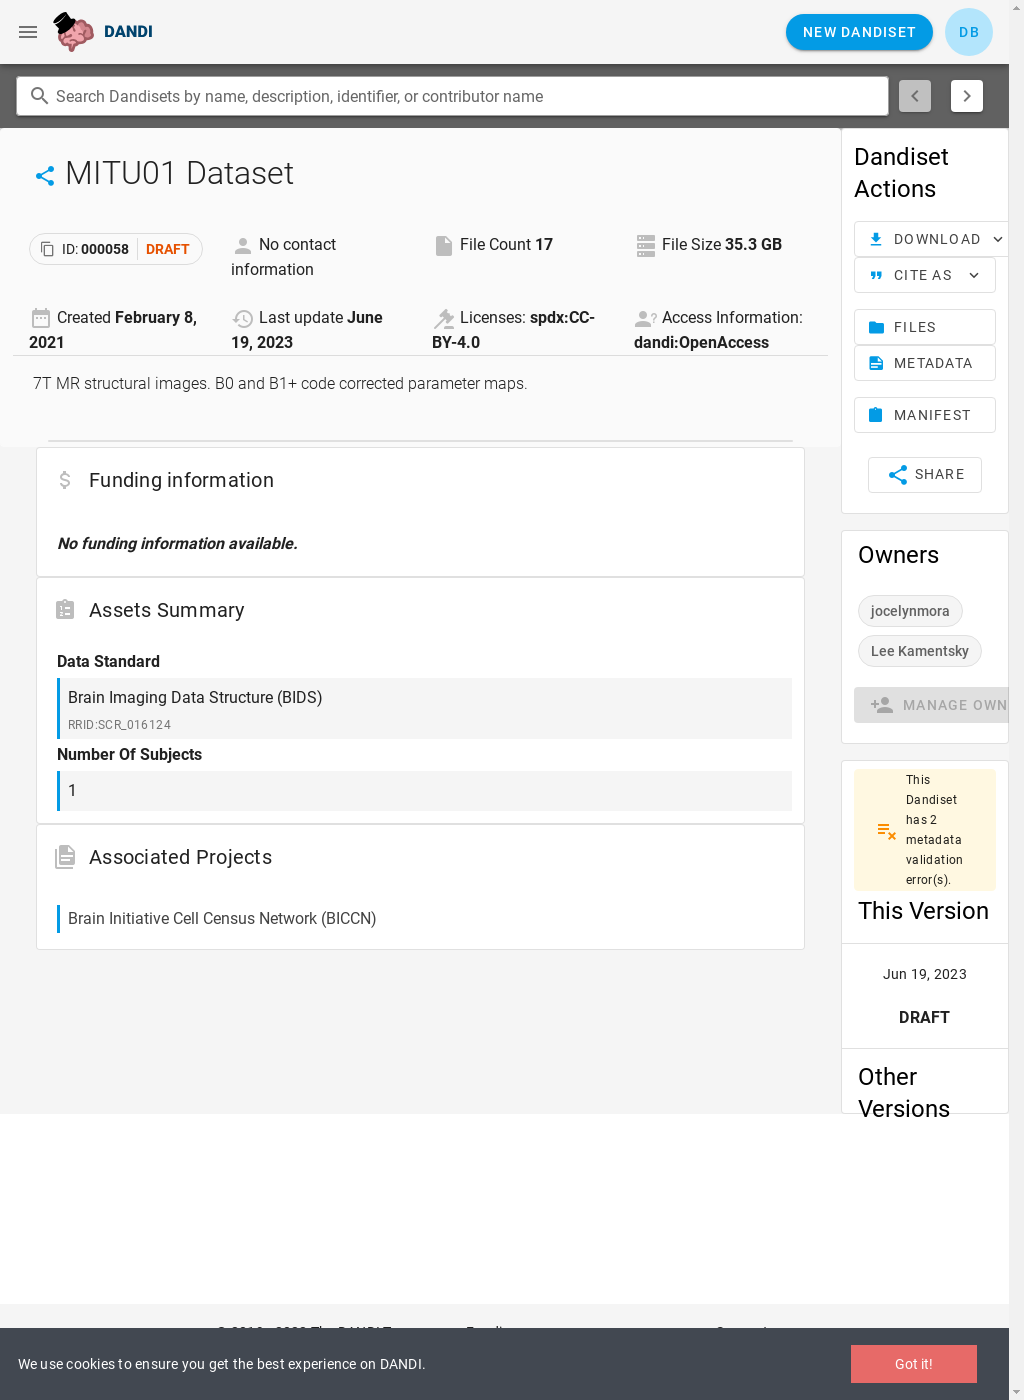 DANDI
NEW DANDISET
DB
Search Dandisets by name, description, identifier, or contributor name
MITU01 Dataset
ID: 000058 DRAFT
No contact
information
File Count 17
File Size 35.3 GB
Created February 8,
2021
Last update June
19, 2023
Licenses: spdx:CC-
BY-4.0
Access Information:
dandi:OpenAccess
7T MR structural images. B0 and B1+ code corrected parameter maps.
Funding information
No funding information available.
Assets Summary
Data Standard
Brain Imaging Data Structure (BIDS)
RRID:SCR_016124
Number Of Subjects
1
Associated Projects
Brain Initiative Cell Census Network (BICCN)
Dandiset
Actions
DOWNLOAD
CITE AS
FILES
METADATA
MANIFEST
SHARE
Owners
jocelynmora
Lee Kamentsky
MANAGE OWN
This
Dandiset
has 2
metadata
validation
error(s).
This Version
Jun 19, 2023
DRAFT
Other
Versions
We use cookies to ensure you get the best experience on DANDI.
Got it!